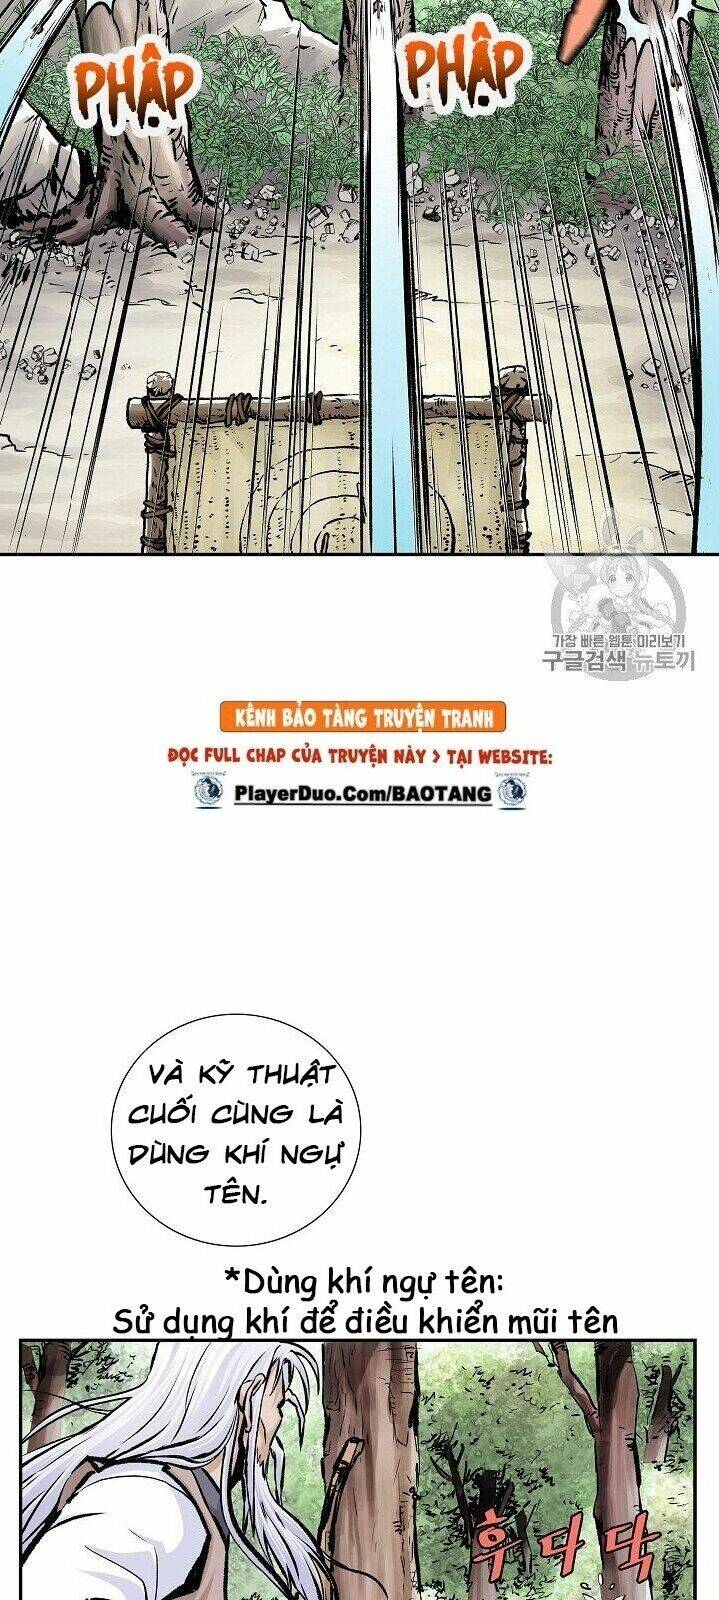 PHẬP
PHẬP
가장 빠른 웹툰 미리보기
구글검색 뉴토끼
KÊNH BẢO TÀNG TRUYỆN TRANH
ĐỌC FULL CHAP CỦA TRUYỆN NÀY > TẠI WEBSITE:
PlayerDuo.Com/BAOTANG
VÀ KỸ THUẬT
CUỐI CÙNG LÀ
DÙNG KHÍ NGỰ
TÊN.
*Dùng khí ngự tên:
Sử dụng khí để điều khiển mũi tên
후다닥